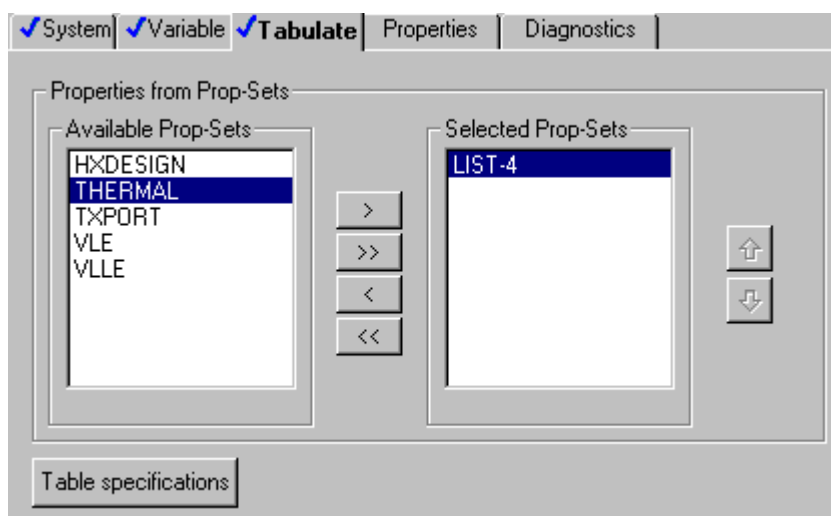 System Variable Tabulate Properties Diagnostics
Properties from Prop-Sets
Available Prop-Sets
HXDESIGN
THERMAL
TXPORT
VLE
VLLE
>
>>
<
<<
Selected Prop-Sets
LIST-4
Table specifications